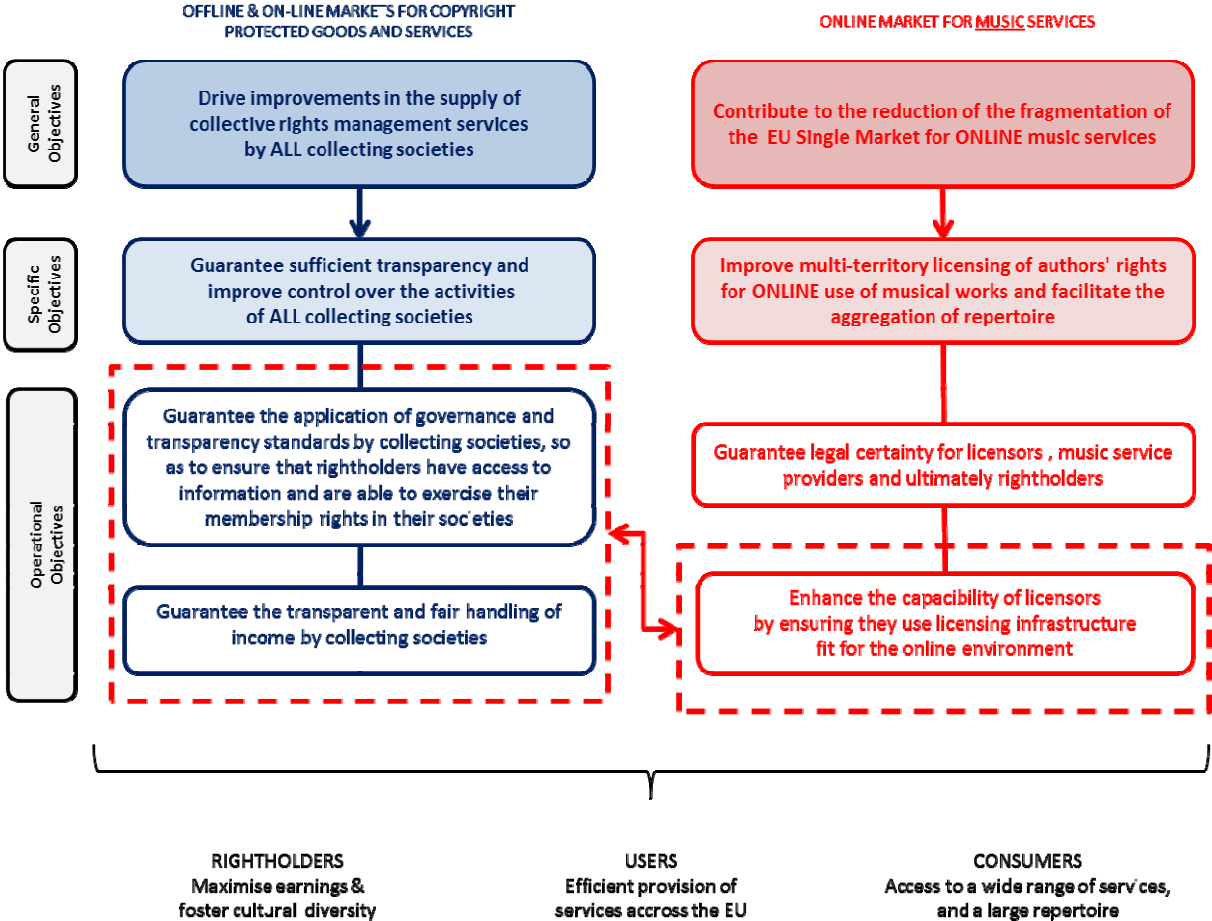 OFFLINE & ON-LINE MARKETS FOR COPYRIGHT
PROTECTED GOODS AND SERVICES
ONLINE MARKET FOR MUSIC SERVICES
General
Objectives
Drive improvements in the supply of
collective rights management services
by ALL collecting societies
Contribute to the reduction of the fragmentation of
the EU Single Market for ONLINE music services
Specific
Objectives
Guarantee sufficient transparency and
improve control over the activities
of ALL collecting societies
Improve multi-territory licensing of authors' rights
for ONLINE use of musical works and facilitate the
aggregation of repertoire
Operational
Objectives
Guarantee the application of governance and
transparency standards by collecting societies, so
as to ensure that rightholders have access to
information and are able to exercise their
membership rights in their societies
Guarantee the transparent and fair handling of
income by collecting societies
Guarantee legal certainty for licensors , music service
providers and ultimately rightholders
Enhance the capacibility of licensors
by ensuring they use licensing infrastructure
fit for the online environment
RIGHTHOLDERS
Maximise earnings &
foster cultural diversity
USERS
Efficient provision of
services accross the EU
CONSUMERS
Access to a wide range of services,
and a large repertoire